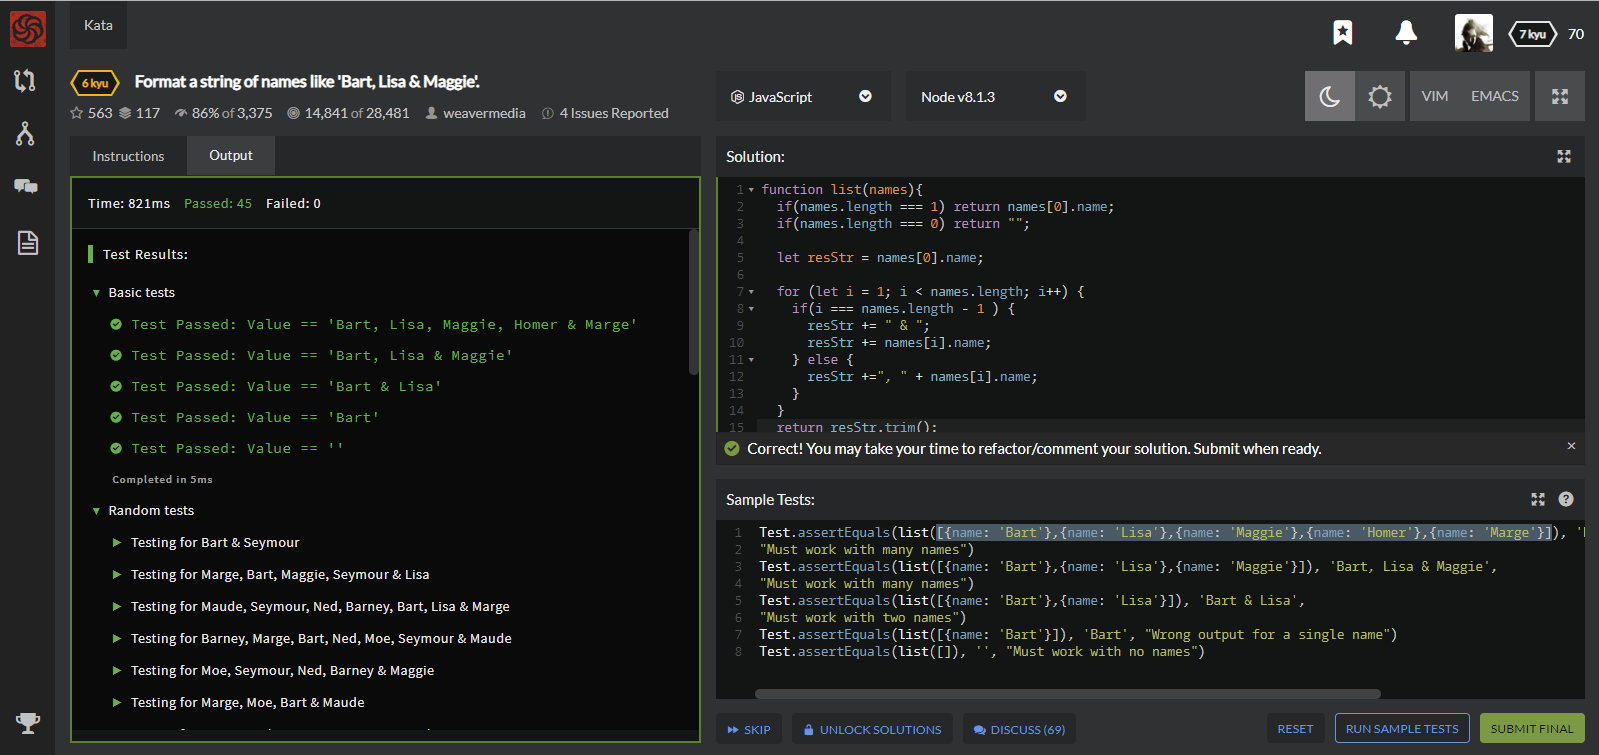 Kata
7 kyu 70
6 kyu Format a string of names like 'Bart, Lisa & Maggie'.
563 117 86% of 3,375 14,841 of 28,481 weavermedia 4 Issues Reported
JavaScript Node v8.1.3 VIM EMACS
Instructions Output
Time: 821ms Passed: 45 Failed: 0
Test Results:
Basic tests
Test Passed: Value == 'Bart, Lisa, Maggie, Homer & Marge'
Test Passed: Value == 'Bart, Lisa & Maggie'
Test Passed: Value == 'Bart & Lisa'
Test Passed: Value == 'Bart'
Test Passed: Value == ''
Completed in 5ms
Random tests
Testing for Bart & Seymour
Testing for Marge, Bart, Maggie, Seymour & Lisa
Testing for Maude, Seymour, Ned, Barney, Bart, Lisa & Marge
Testing for Barney, Marge, Bart, Ned, Moe, Seymour & Maude
Testing for Moe, Seymour, Ned, Barney & Maggie
Testing for Marge, Moe, Bart & Maude
Solution:
1 function list(names){
2 if(names.length === 1) return names[0].name;
3 if(names.length === 0) return "";
4
5 let resStr = names[0].name;
6
7 for (let i = 1; i < names.length; i++) {
8 if(i === names.length - 1 ) {
9 resStr += " & ";
10 resStr += names[i].name;
11 } else {
12 resStr +=", " + names[i].name;
13 }
14 }
15 return resStr.trim();
Correct! You may take your time to refactor/comment your solution. Submit when ready. ×
Sample Tests: ?
1 Test.assertEquals(list([{name: 'Bart'},{name: 'Lisa'},{name: 'Maggie'},{name: 'Homer'},{name: 'Marge'}]), '
2 "Must work with many names")
3 Test.assertEquals(list([{name: 'Bart'},{name: 'Lisa'},{name: 'Maggie'}]), 'Bart, Lisa & Maggie',
4 "Must work with many names")
5 Test.assertEquals(list([{name: 'Bart'},{name: 'Lisa'}]), 'Bart & Lisa',
6 "Must work with two names")
7 Test.assertEquals(list([{name: 'Bart'}]), 'Bart', "Wrong output for a single name")
8 Test.assertEquals(list([]), '', "Must work with no names")
SKIP UNLOCK SOLUTIONS DISCUSS (69) RESET RUN SAMPLE TESTS SUBMIT FINAL